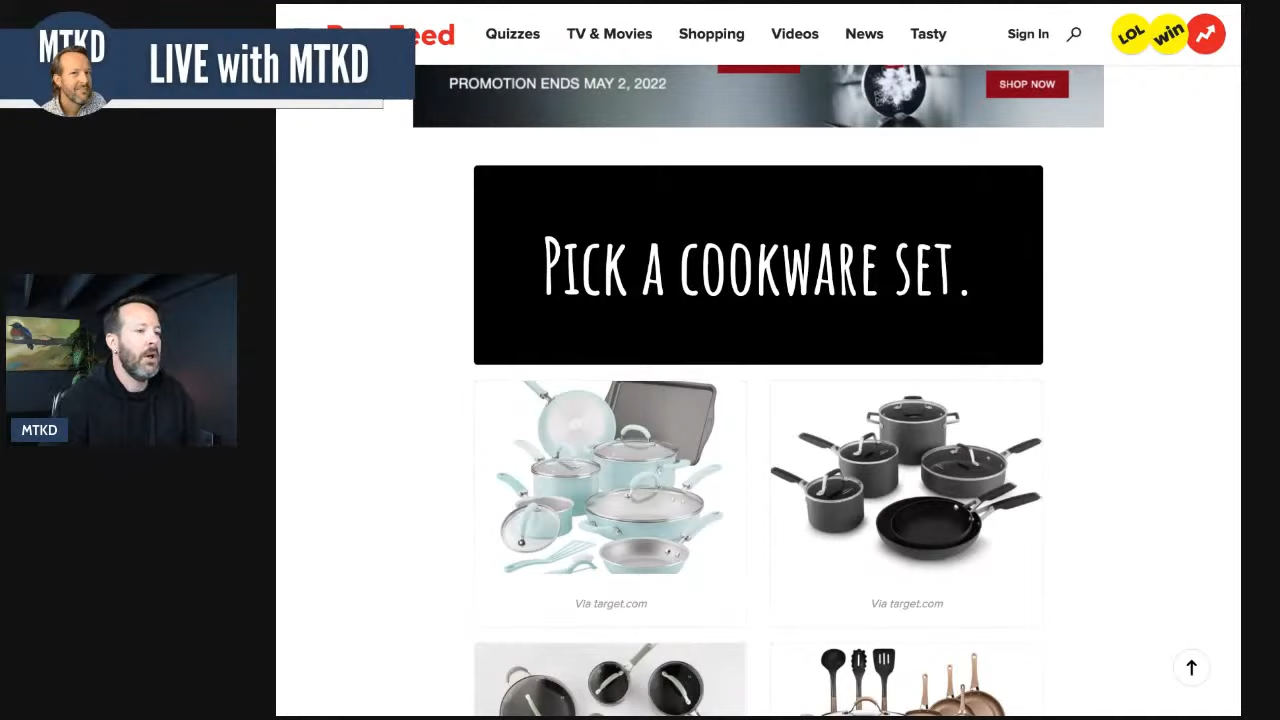 MTKD
LIVE with MTKD
Feed
Quizzes
TV & Movies
Shopping
Videos
News
Tasty
Sign In
LOL
win
PROMOTION ENDS MAY 2, 2022
SHOP NOW
PICK A COOKWARE SET.
MTKD
Via target.com
Via target.com